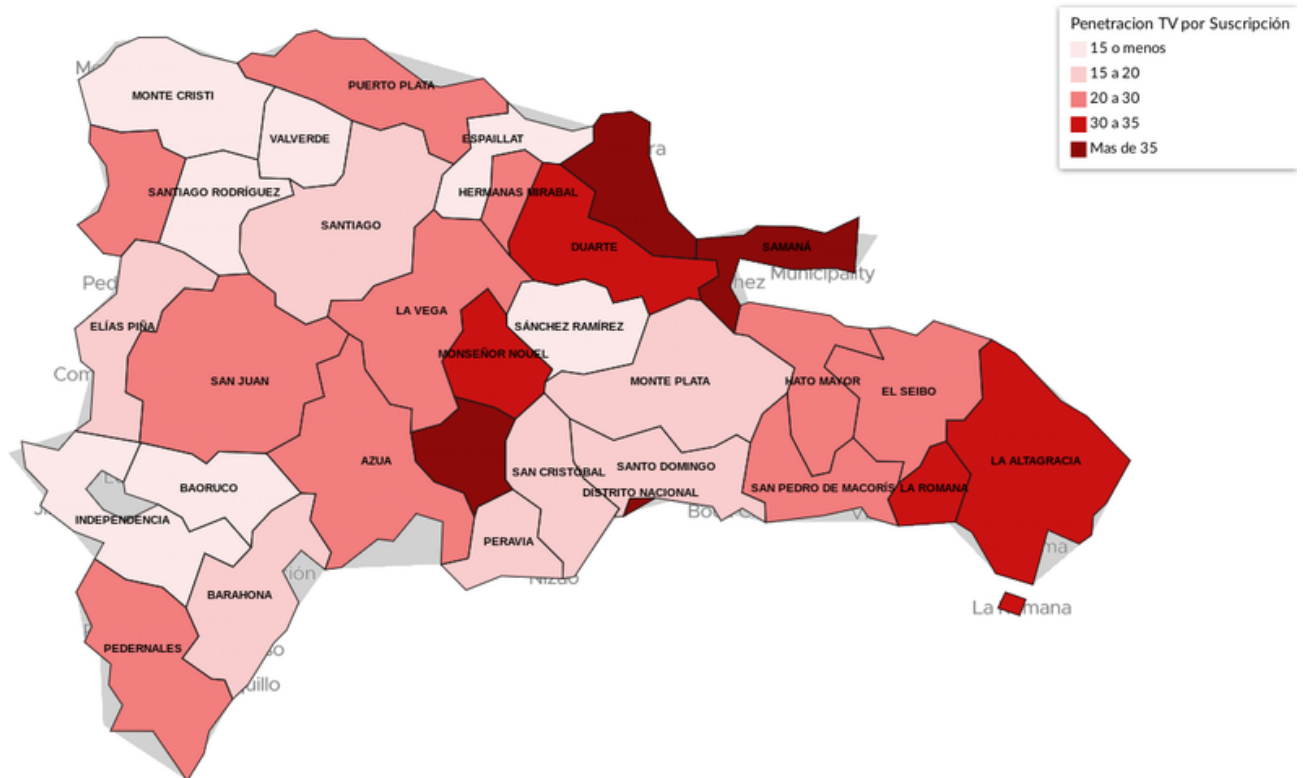 Penetracion TV por Suscripción
15 o menos
15 a 20
20 a 30
30 a 35
Mas de 35
PUERTO PLATA
MONTE CRISTI
VALVERDE
ESPAILLAT
SANTIAGO RODRÍGUEZ
HERMANAS MIRABAL
SANTIAGO
DUARTE
SAMANÁ
Municipality
LA VEGA
ELÍAS PIÑA
SÁNCHEZ RAMÍREZ
MONSEÑOR NOUEL
SAN JUAN
MONTE PLATA
HATO MAYOR
EL SEIBO
AZUA
LA ALTAGRACIA
SAN CRISTÓBAL
SANTO DOMINGO
BAORUCO
SAN PEDRO DE MACORÍS
LA ROMANA
DISTRITO NACIONAL
INDEPENDENCIA
PERAVIA
Nizao
BARAHONA
La Romana
PEDERNALES